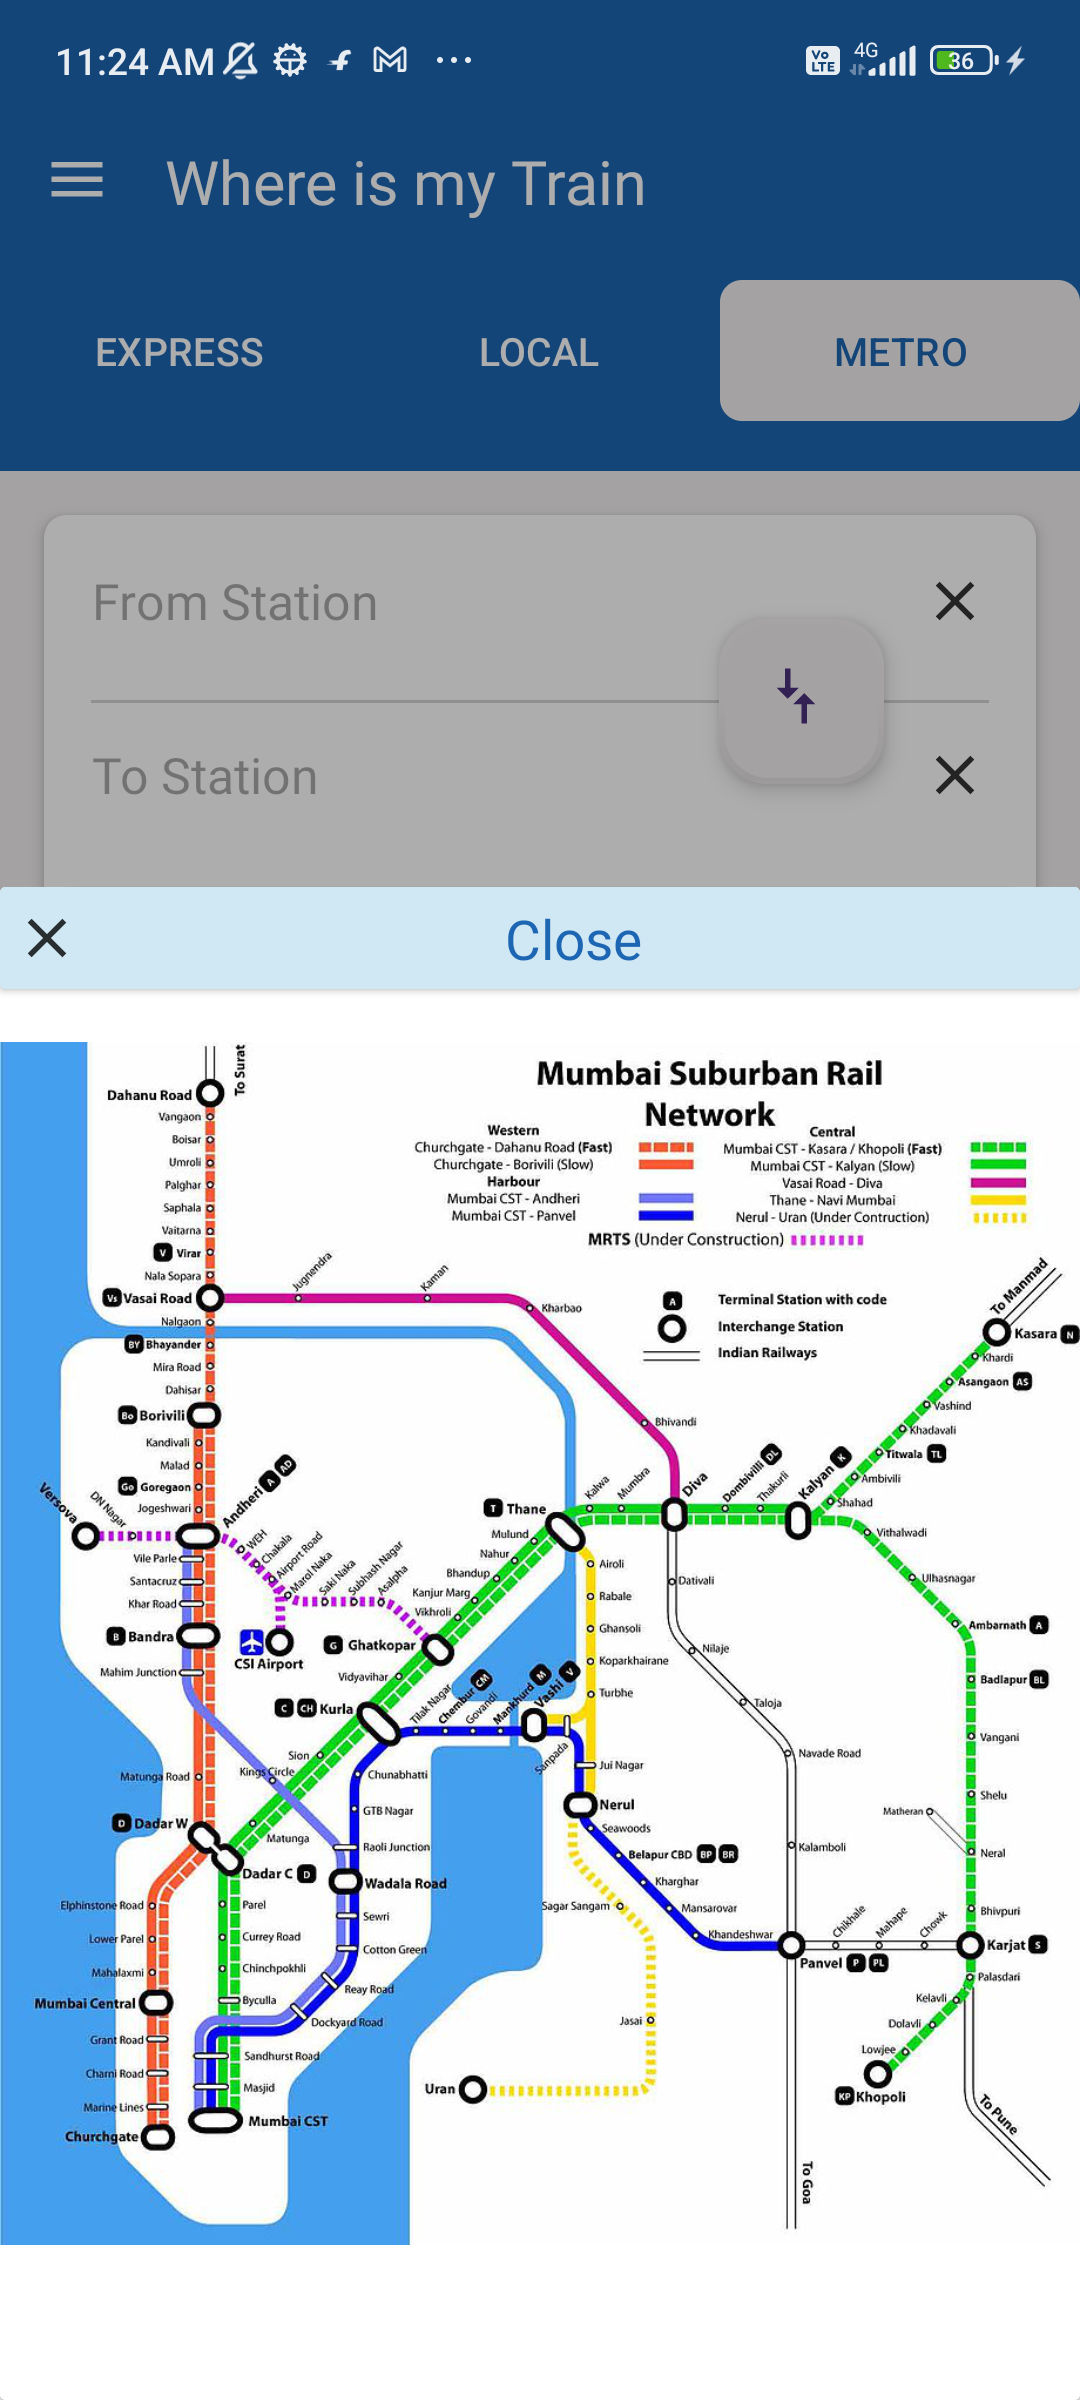 11:24 AM
Vo LTE
4G
36
Where is my Train
EXPRESS
LOCAL
METRO
From Station
To Station
Close
Mumbai Suburban Rail
Network
Western
Churchgate - Dahanu Road (Fast)
Churchgate - Borivili (Slow)
Harbour
Mumbai CST - Andheri
Mumbai CST - Panvel
Central
Mumbai CST - Kasara / Khopoli (Fast)
Mumbai CST - Kalyan (Slow)
Vasai Road - Diva
Thane - Navi Mumbai
Nerul - Uran (Under Contruction)
MRTS (Under Construction)
A Terminal Station with code
Interchange Station
Indian Railways
To Surat
Dahanu Road
Vangaon
Boisar
Umroli
Palghar
Saphala
Vaitarna
V Virar
Nala Sopara
Vs Vasai Road
Nalgaon
BY Bhayander
Mira Road
Dahisar
Bo Borivili
Kandivali
Malad
Go Goregaon
Jogeshwari
Andheri A AD
Versova
DN Nagar
Vile Parle
Santacruz
Khar Road
B Bandra
Mahim Junction
Matunga Road
D Dadar W
Elphinstone Road
Lower Parel
Mahalaxmi
Mumbai Central
Grant Road
Charni Road
Marine Lines
Churchgate
Jugnendra
Kaman
Kharbao
Bhivandi
Diva
WEH
Chakala
Airport Road
Marol Naka
Saki Naka
Subhash Nagar
Asalpha
CSI Airport
T Thane
Mulund
Nahur
Bhandup
Kanjur Marg
Vikhroli
G Ghatkopar
Vidyavihar
C CH Kurla
Sion
Kings Circle
Matunga
Dadar C D
Parel
Currey Road
Chinchpokhli
Byculla
Sandhurst Road
Masjid
Mumbai CST
Tilak Nagar
Chembur CM
Govandi
Mankhurd M
Vashi V
Sanpada
Chunabhatti
GTB Nagar
Raoli Junction
Wadala Road
Sewri
Cotton Green
Reay Road
Dockyard Road
Kalwa
Mumbra
Dombivilli DL
Thakurli
Kalyan K
Shahad
Ambivili
Titwala TL
Khadavali
Vashind
Asangaon AS
Khardi
Kasara N
To Manmad
Vithalwadi
Ulhasnagar
Ambarnath A
Badlapur BL
Vangani
Shelu
Matheran
Neral
Bhivpuri
Karjat S
Palasdari
Kelavli
Dolavli
Lowjee
KP Khopoli
To Pune
Airoli
Rabale
Ghansoli
Koparkhairane
Turbhe
Jui Nagar
Nerul
Seawoods
Belapur CBD BP BR
Kharghar
Mansarovar
Khandeshwar
Panvel P PL
Chikhale
Mahape
Chowk
Sagar Sangam
Jasai
Uran
Dativali
Nilaje
Taloja
Navade Road
Kalamboli
To Goa